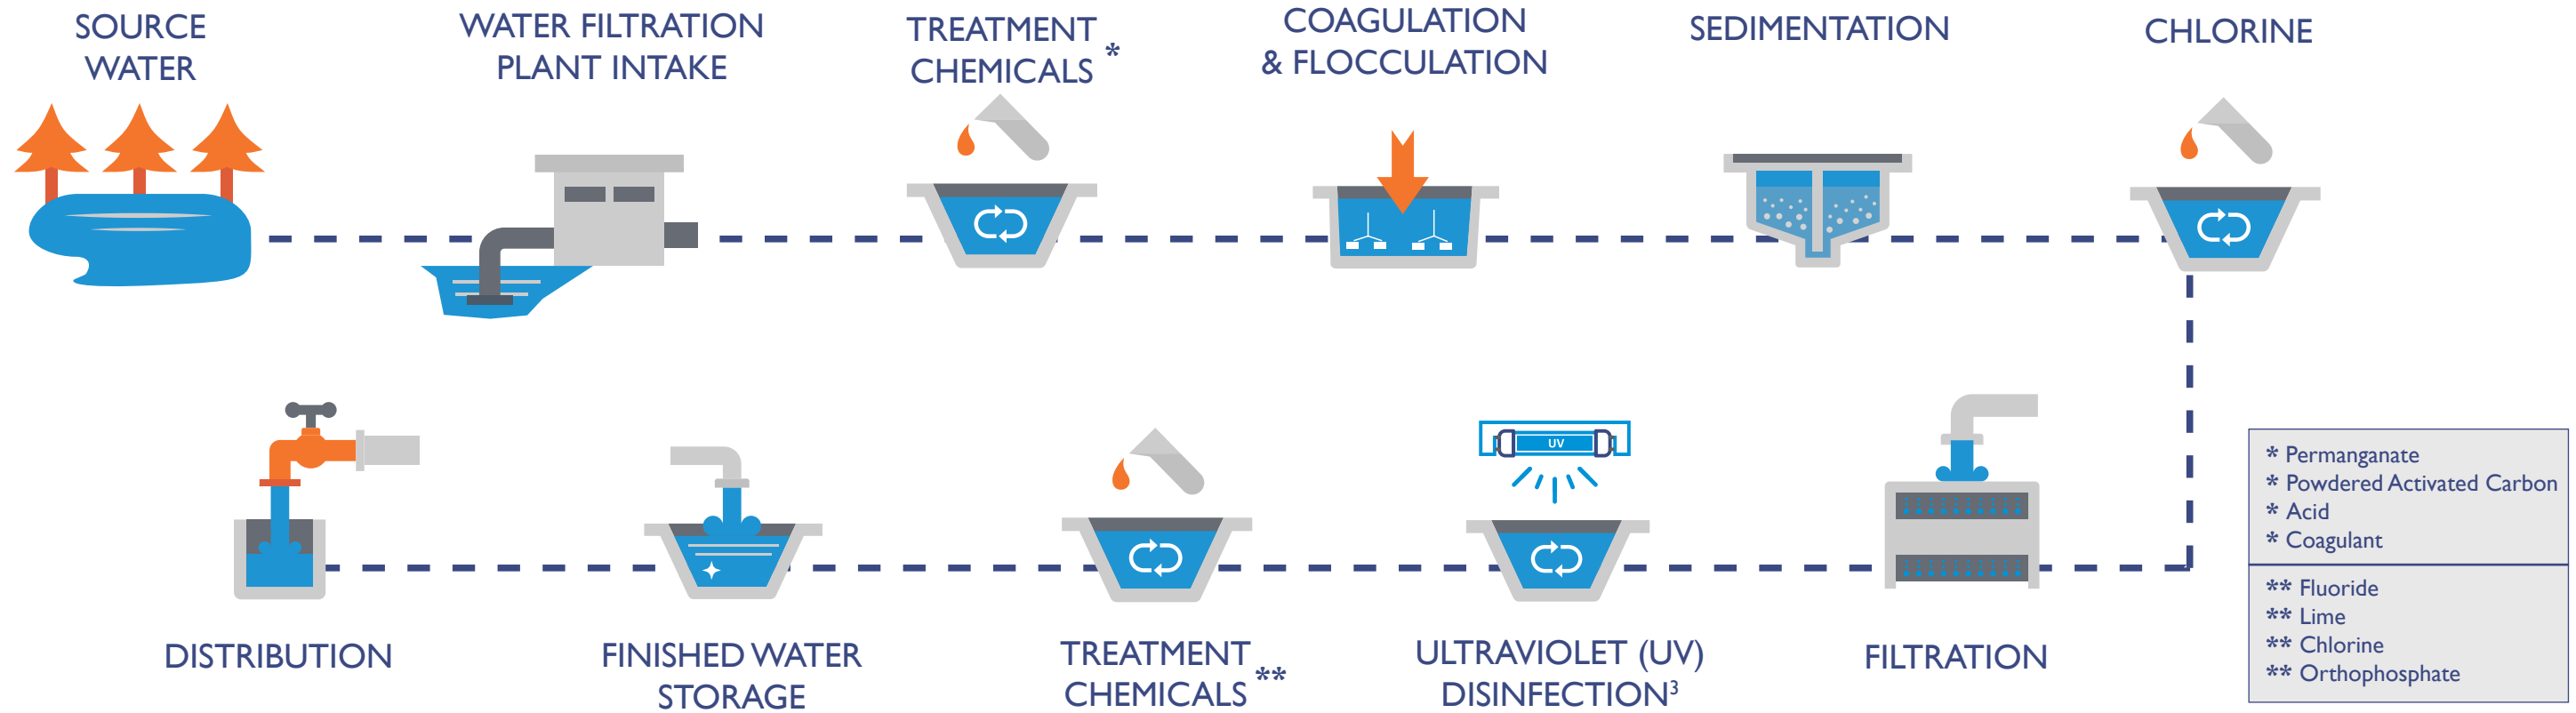 SOURCE
WATER
WATER FILTRATION
PLANT INTAKE
TREATMENT
CHEMICALS *
COAGULATION
& FLOCCULATION
SEDIMENTATION
CHLORINE
UV
* Permanganate
* Powdered Activated Carbon
* Acid
* Coagulant
** Fluoride
** Lime
** Chlorine
** Orthophosphate
DISTRIBUTION
FINISHED WATER
STORAGE
TREATMENT
CHEMICALS **
ULTRAVIOLET (UV)
DISINFECTION³
FILTRATION